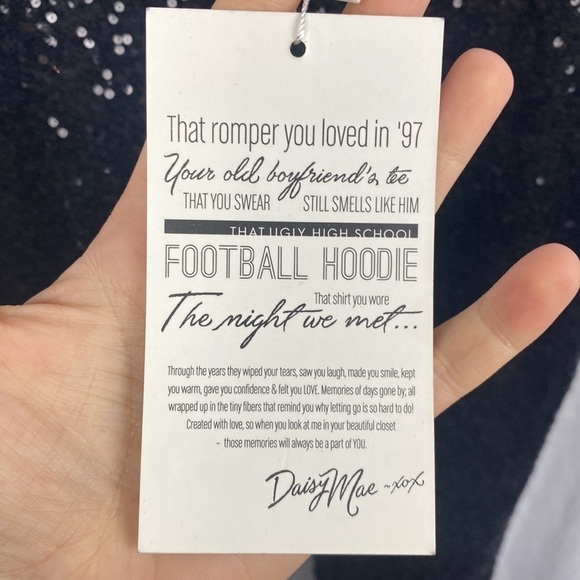 That romper you loved in '97
Your old boyfriend's tee
THAT YOU SWEAR STILL SMELLS LIKE HIM
THAT UGLY HIGH SCHOOL
FOOTBALL HOODIE
That shirt you wore
The night we met...
Through the years they wiped your tears, saw you laugh, made you smile, kept
you warm, gave you confidence & felt you LOVE. Memories of days gone by, all
wrapped up in the tiny fibers that remind you why letting go is so hard to do!
Created with love, so when you look at me in your beautiful closet
- those memories will always be a part of YOU.
Daisy Mae ~xox